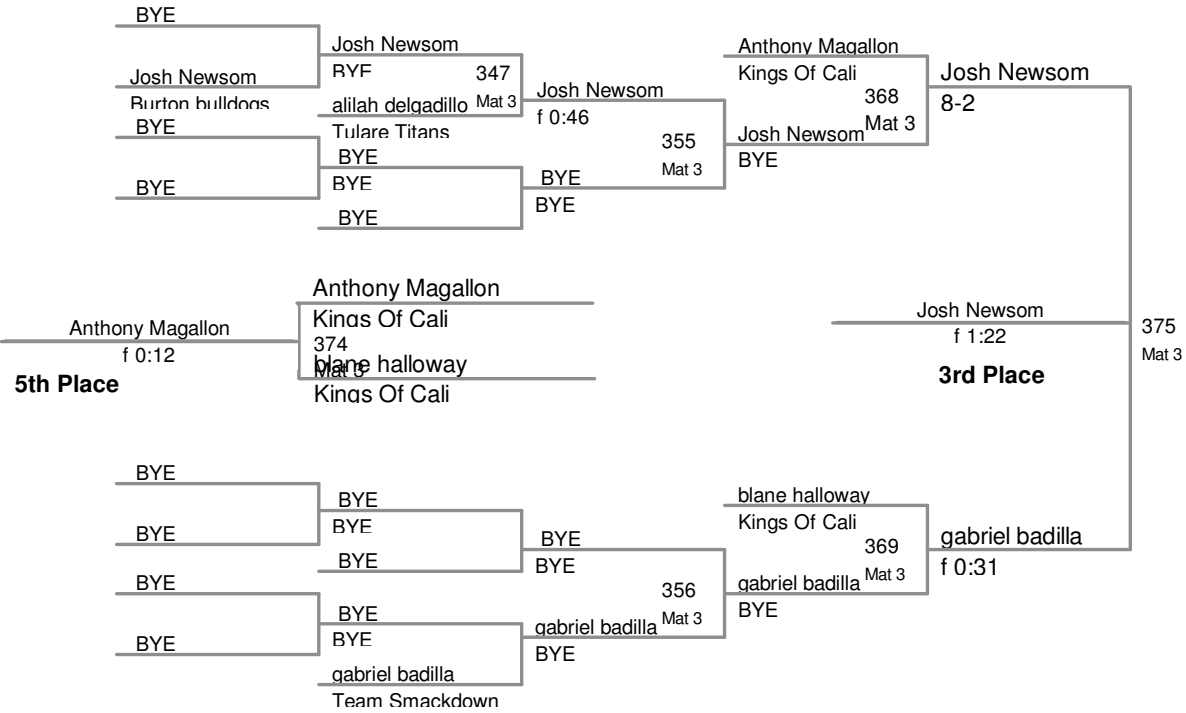 BYE
Josh Newsom
Burton bulldogs
BYE
BYE
Josh Newsom
BYE
347
Mat 3
alilah delgadillo
Tulare Titans
BYE
BYE
BYE
Josh Newsom
f 0:46
355
Mat 3
BYE
BYE
Anthony Magallon
Kings Of Cali
368
Mat 3
Josh Newsom
BYE
Josh Newsom
8-2
Anthony Magallon
Kings Of Cali
374
Mat 3
blane halloway
Kings Of Cali
Anthony Magallon
f 0:12
5th Place
Josh Newsom
f 1:22
3rd Place
375
Mat 3
BYE
BYE
BYE
BYE
BYE
BYE
BYE
BYE
BYE
gabriel badilla
Team Smackdown
BYE
BYE
356
Mat 3
gabriel badilla
BYE
blane halloway
Kings Of Cali
369
Mat 3
gabriel badilla
BYE
gabriel badilla
f 0:31